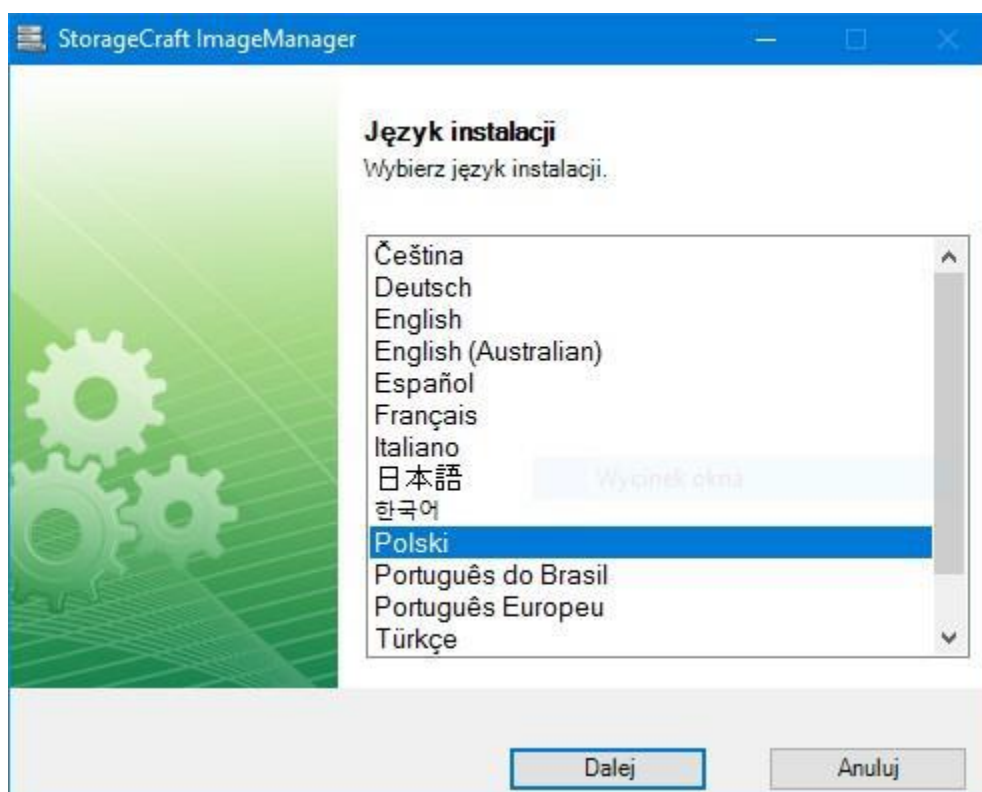 StorageCraft ImageManager
Język instalacji
Wybierz język instalacji.
Čeština
Deutsch
English
English (Australian)
Español
Français
Italiano
日本語
한국어
Wycinek okna
Polski
Português do Brasil
Português Europeu
Türkçe
Dalej
Anuluj